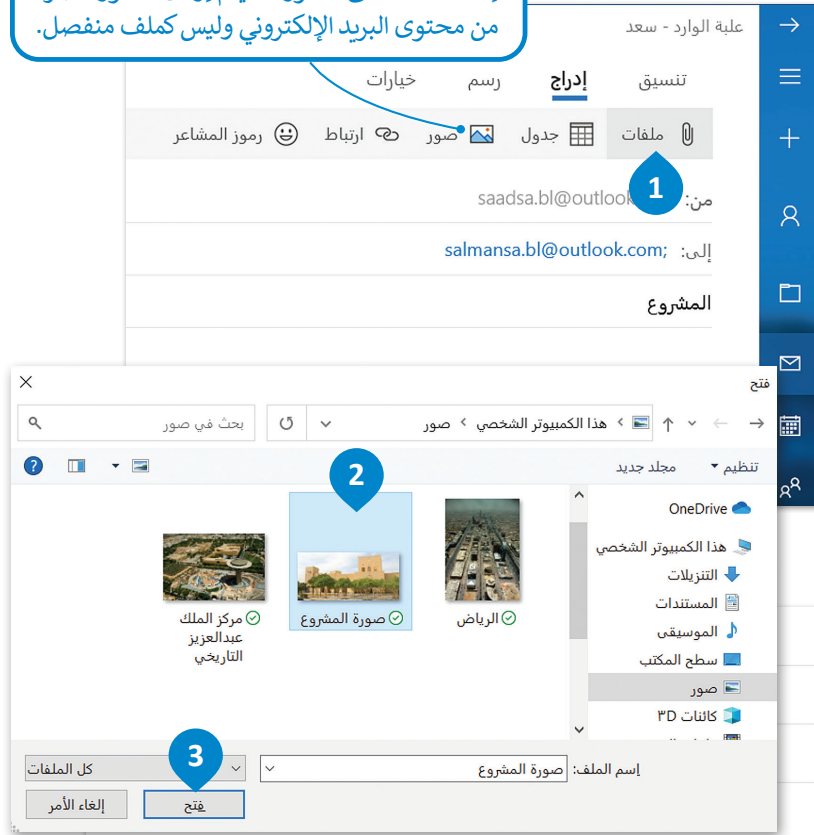 من محتوى البريد الإلكتروني وليس كملف منفصل.
علبة الوارد - سعد
تنسيق إدراج رسم خيارات
ملفات جدول صور ارتباط رموز المشاعر
1
من: saadsa.bl@outlook
إلى: salmansa.bl@outlook.com;
المشروع
فتح
هذا الكمبيوتر الشخصي صور
بحث في صور
تنظيم مجلد جديد
2
OneDrive
هذا الكمبيوتر الشخصي
التنزيلات
المستندات
الموسيقى
سطح المكتب
صور
كائنات ٣D
الرياض
صورة المشروع
مركز الملك
عبدالعزيز
التاريخي
إسم الملف: صورة المشروع
كل الملفات
3
فتح إلغاء الأمر